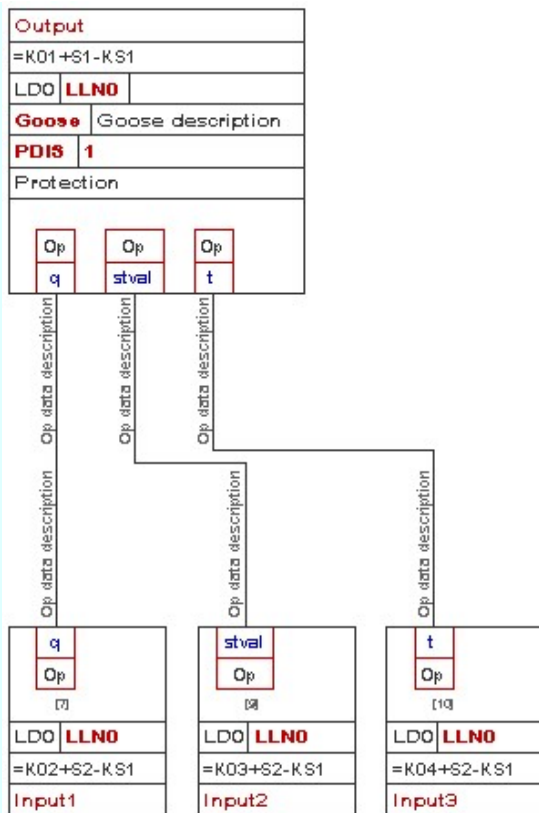 Output
=K01+S1-KS1
LD0 LLN0
Goose Goose description
PDIS 1
Protection
Op Op Op
q stval t
Op data description Op data description Op data description
Op data description Op data description Op data description
q stval t
Op Op Op
[7] [9] [10]
LD0 LLN0 LD0 LLN0 LD0 LLN0
=K02+S2-KS1 =K03+S2-KS1 =K04+S2-KS1
Input1 Input2 Input3